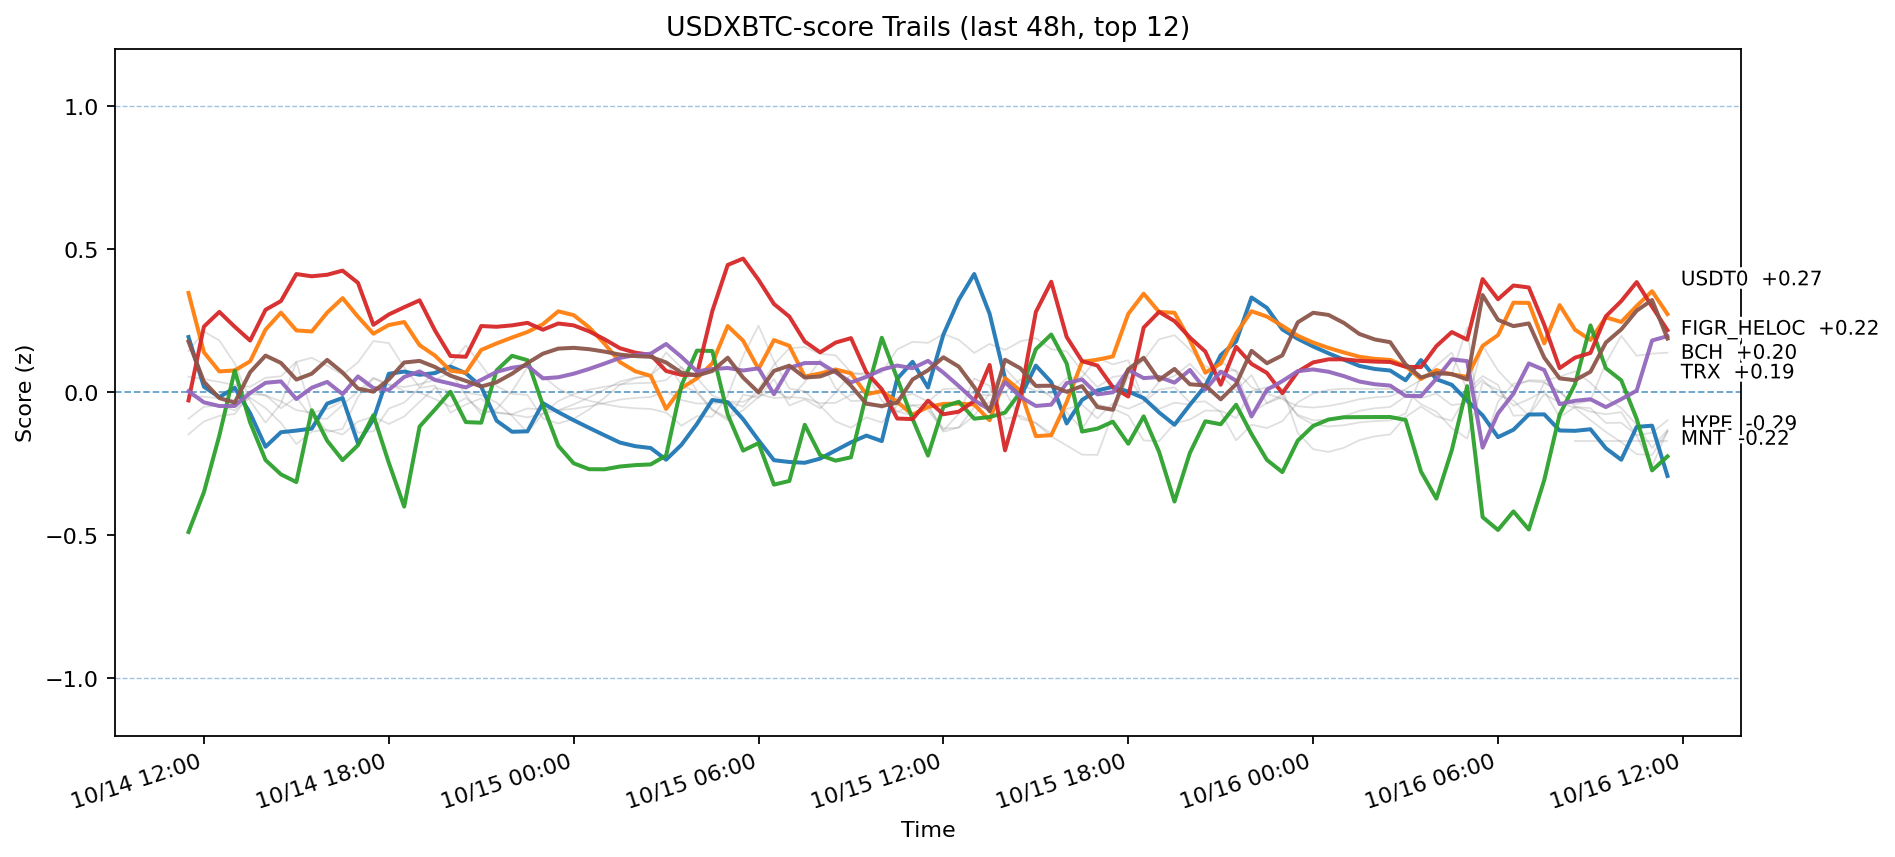 USDXBTC-score Trails (last 48h, top 12)
Score (z)
1.0
0.5
0.0
−0.5
−1.0
USDT0 +0.27
FIGR_HELOC +0.22
BCH +0.20
TRX +0.19
HYPE -0.29
MNT -0.22
10/14 12:00
10/14 18:00
10/15 00:00
10/15 06:00
10/15 12:00
10/15 18:00
10/16 00:00
10/16 06:00
10/16 12:00
Time